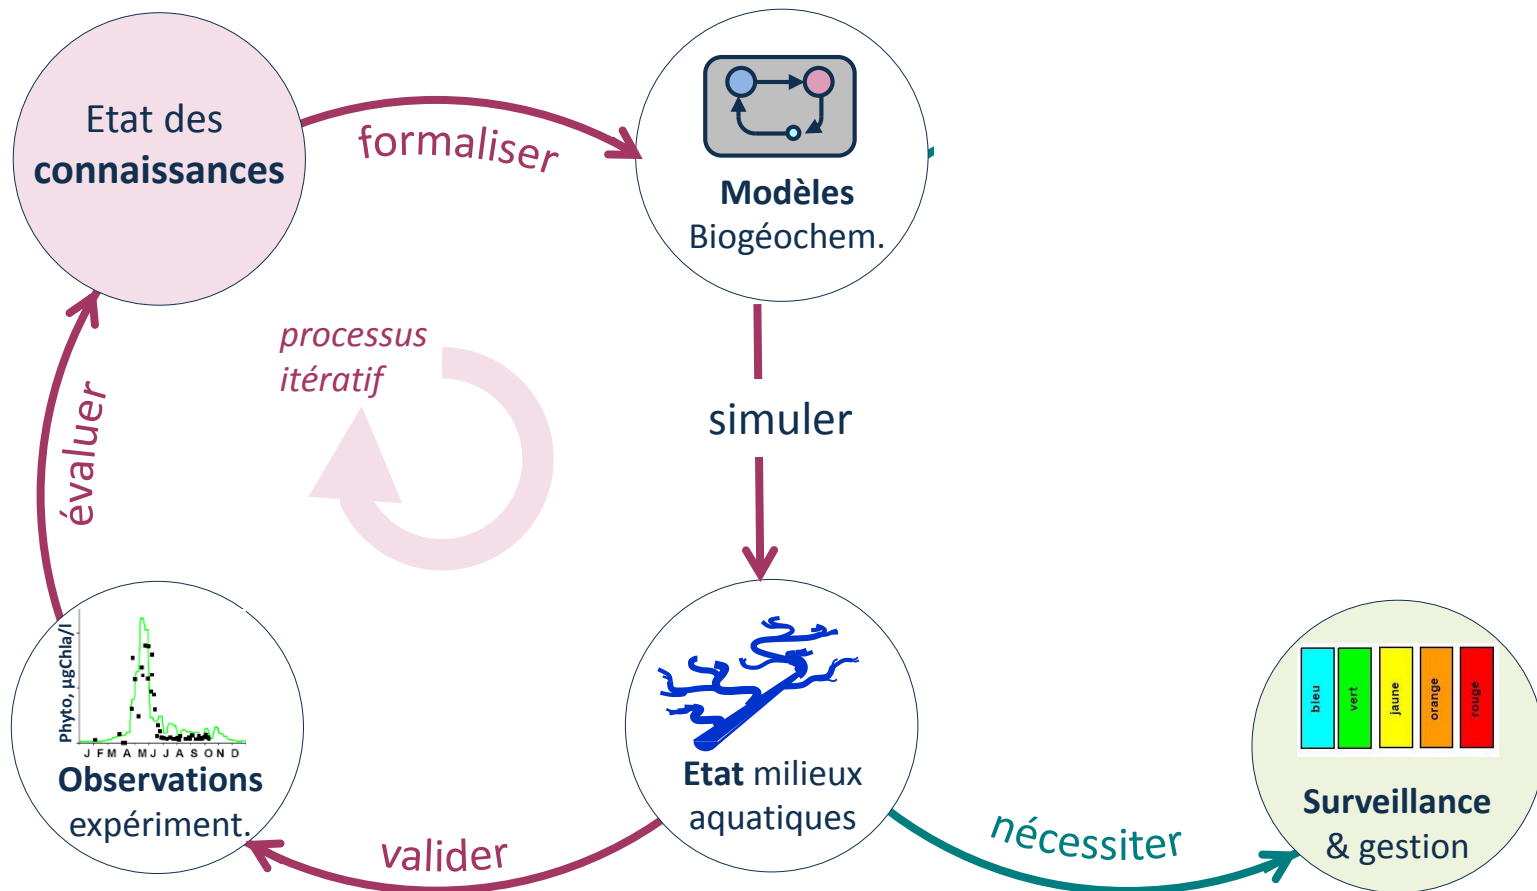 Etat des
connaissances
formaliser
Modèles
Biogéochem.
processus
itératif
simuler
évaluer
Phyto, µgChla/l
J F M A M J J A S O N D
Observations
expériment.
valider
Etat milieux
aquatiques
nécessiter
bleu
vert
jaune
orange
rouge
Surveillance
& gestion